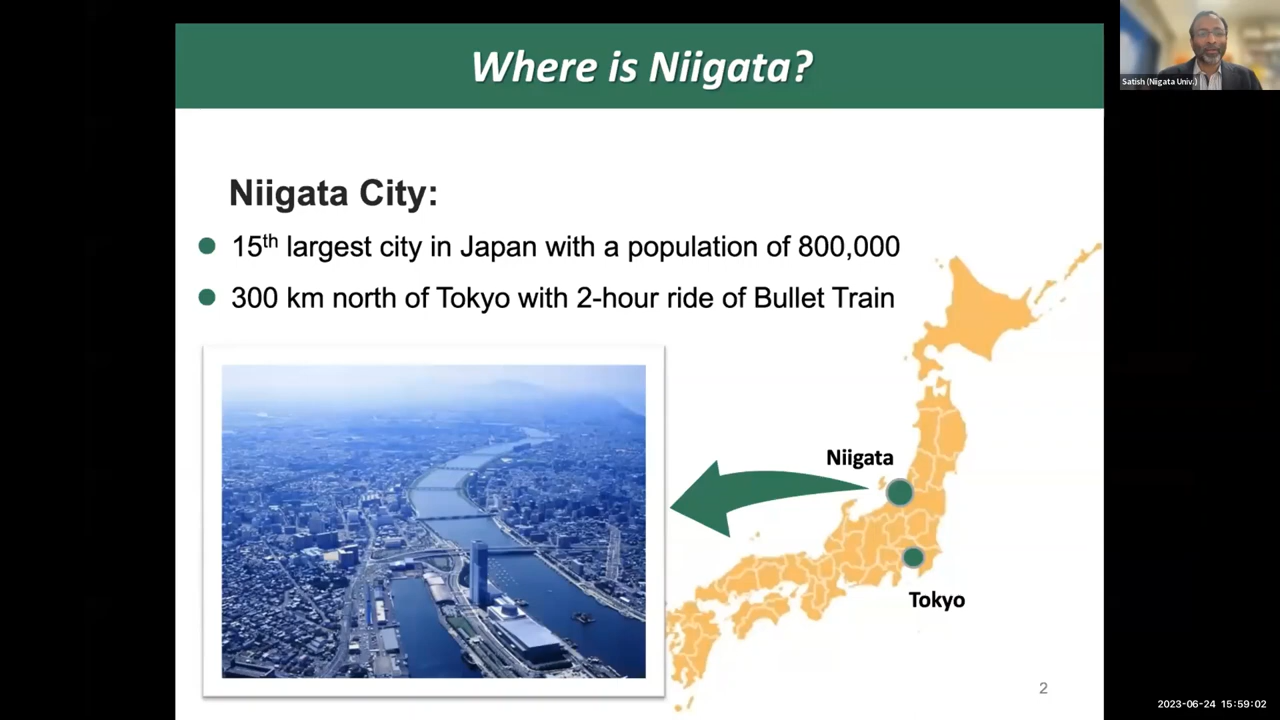 Where is Niigata?
Satish (Niigata Univ.)
Niigata City:
15th largest city in Japan with a population of 800,000
300 km north of Tokyo with 2-hour ride of Bullet Train
Niigata
Tokyo
2
2023-06-24 15:59:02